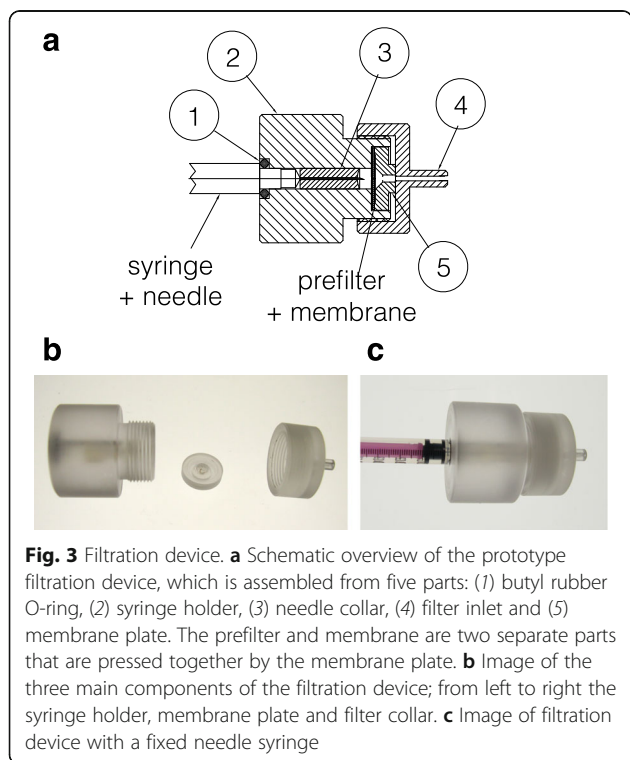 a
2
3
1
4
5
syringe
+ needle
prefilter
+ membrane
b
c
Fig. 3 Filtration device. a Schematic overview of the prototype
filtration device, which is assembled from five parts: (1) butyl rubber
O-ring, (2) syringe holder, (3) needle collar, (4) filter inlet and (5)
membrane plate. The prefilter and membrane are two separate parts
that are pressed together by the membrane plate. b Image of the
three main components of the filtration device; from left to right the
syringe holder, membrane plate and filter collar. c Image of filtration
device with a fixed needle syringe